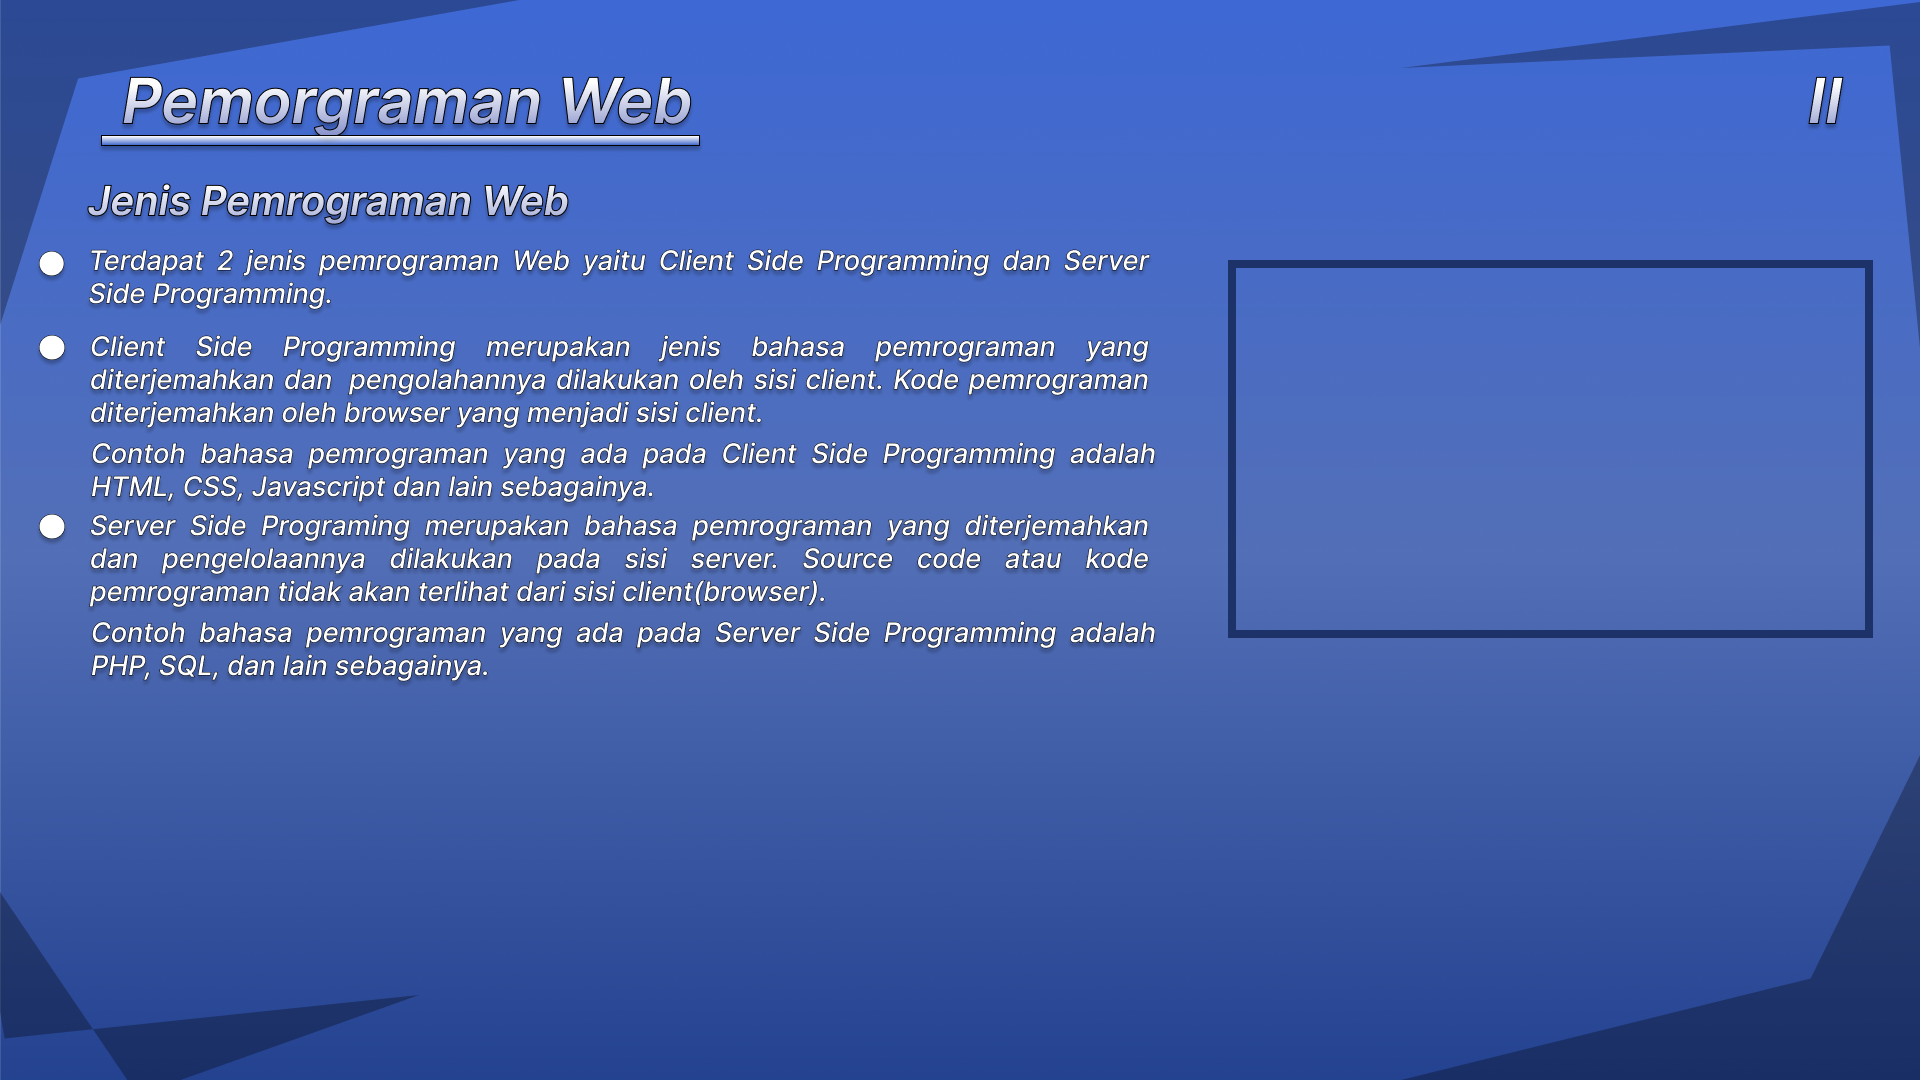 Pemorgraman Web
II
Jenis Pemrograman Web
Terdapat 2 jenis pemrograman Web yaitu Client Side Programming dan Server
Side Programming.
Client Side Programming merupakan jenis bahasa pemrograman yang
diterjemahkan dan pengolahannya dilakukan oleh sisi client. Kode pemrograman
diterjemahkan oleh browser yang menjadi sisi client.
Contoh bahasa pemrograman yang ada pada Client Side Programming adalah
HTML, CSS, Javascript dan lain sebagainya.
Server Side Programing merupakan bahasa pemrograman yang diterjemahkan
dan pengelolaannya dilakukan pada sisi server. Source code atau kode
pemrograman tidak akan terlihat dari sisi client(browser).
Contoh bahasa pemrograman yang ada pada Server Side Programming adalah
PHP, SQL, dan lain sebagainya.